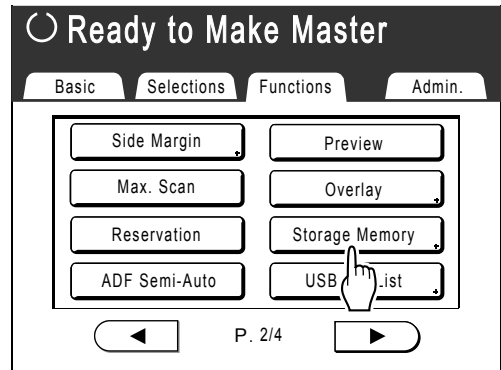 Ready to Make Master
Basic Selections Functions Admin.
Side Margin Preview
Max. Scan Overlay
Reservation Storage Memory
ADF Semi-Auto USB List
P. 2/4